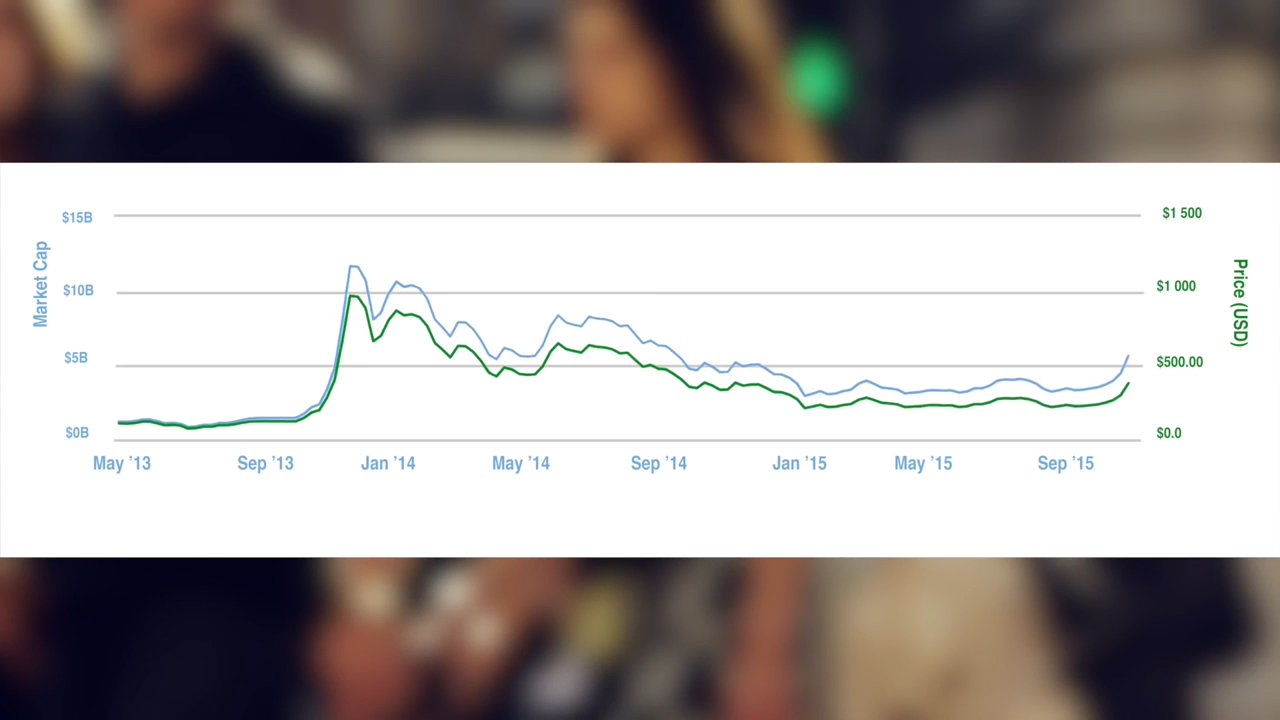 $15B
$1 500
Market Cap
$10B
$1 000
Price (USD)
$5B
$500.00
$0B
$0.0
May ’13
Sep ’13
Jan ’14
May ’14
Sep ’14
Jan ’15
May ’15
Sep ’15